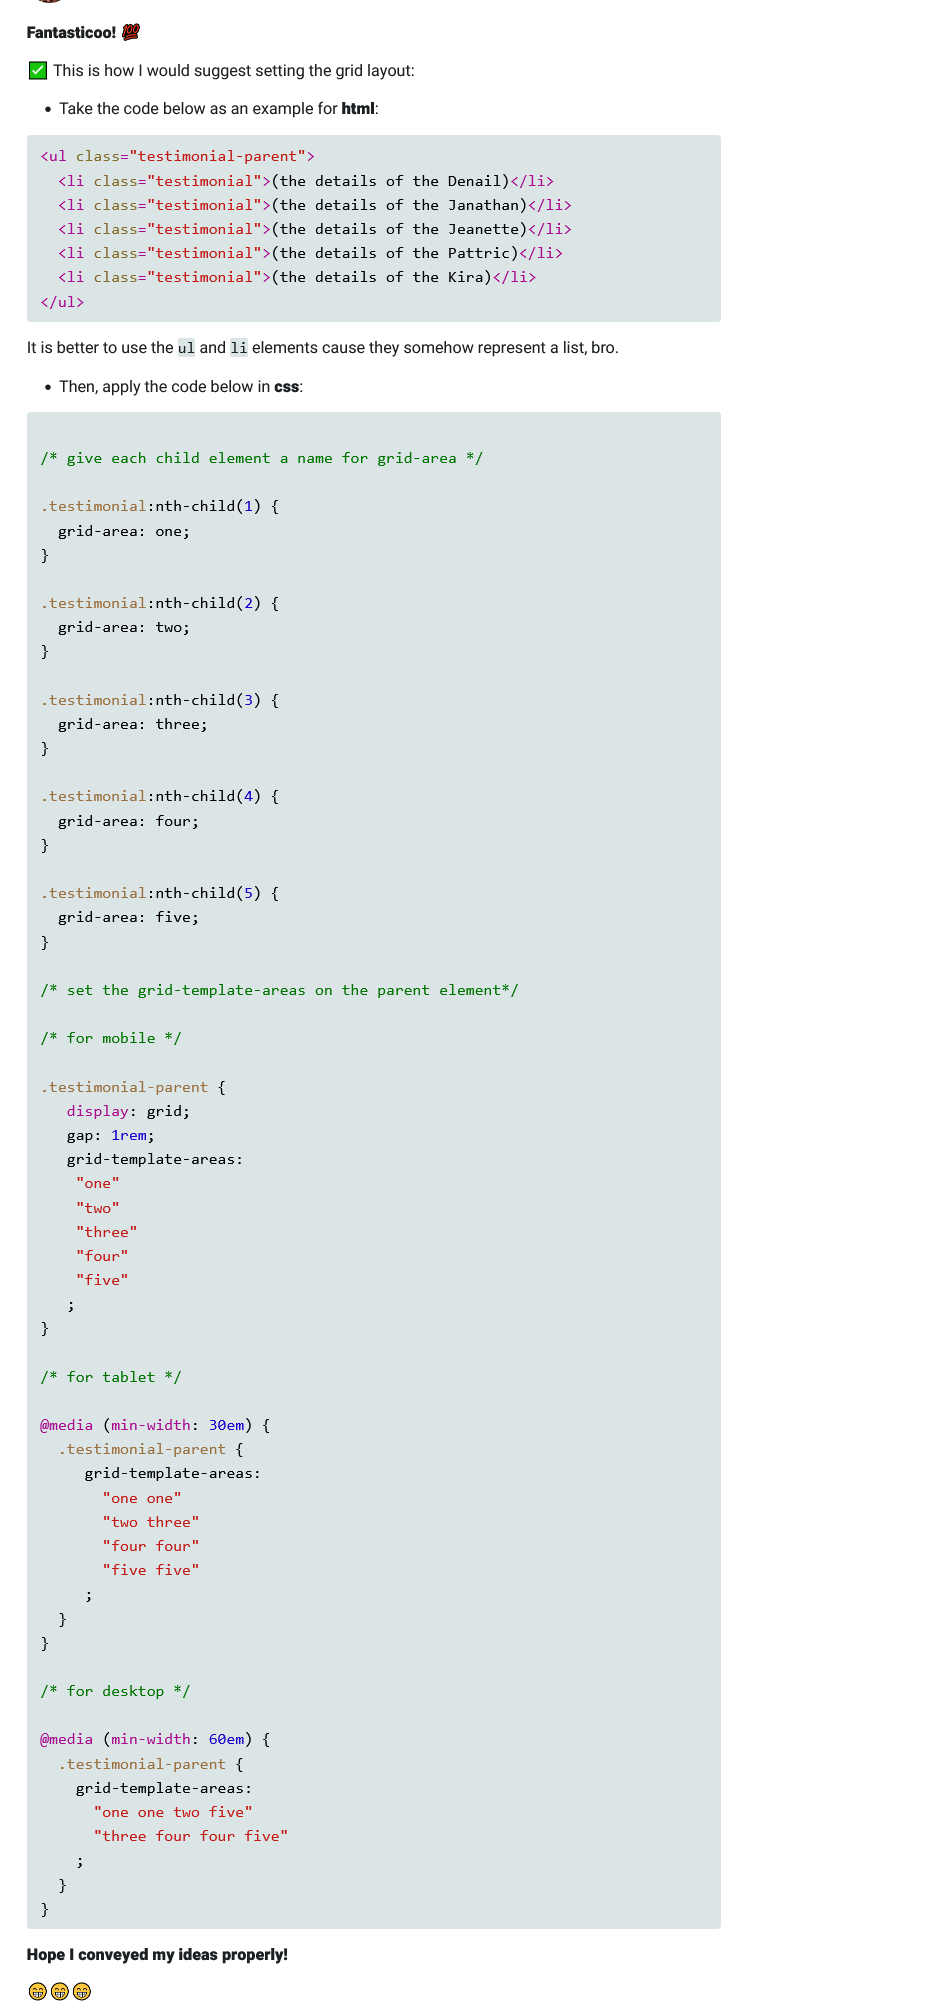 Fantasticoo! 💯
✅ This is how I would suggest setting the grid layout:
• Take the code below as an example for html:
<ul class="testimonial-parent">
  <li class="testimonial">(the details of the Denail)</li>
  <li class="testimonial">(the details of the Janathan)</li>
  <li class="testimonial">(the details of the Jeanette)</li>
  <li class="testimonial">(the details of the Pattric)</li>
  <li class="testimonial">(the details of the Kira)</li>
</ul>
It is better to use the ul and li elements cause they somehow represent a list, bro.
• Then, apply the code below in css:
/* give each child element a name for grid-area */
.testimonial:nth-child(1) {
  grid-area: one;
}
.testimonial:nth-child(2) {
  grid-area: two;
}
.testimonial:nth-child(3) {
  grid-area: three;
}
.testimonial:nth-child(4) {
  grid-area: four;
}
.testimonial:nth-child(5) {
  grid-area: five;
}
/* set the grid-template-areas on the parent element*/
/* for mobile */
.testimonial-parent {
   display: grid;
   gap: 1rem;
   grid-template-areas:
    "one"
    "two"
    "three"
    "four"
    "five"
   ;
}
/* for tablet */
@media (min-width: 30em) {
  .testimonial-parent {
     grid-template-areas:
       "one one"
       "two three"
       "four four"
       "five five"
     ;
  }
}
/* for desktop */
@media (min-width: 60em) {
  .testimonial-parent {
    grid-template-areas:
      "one one two five"
      "three four four five"
    ;
  }
}
Hope I conveyed my ideas properly!
😁😁😁